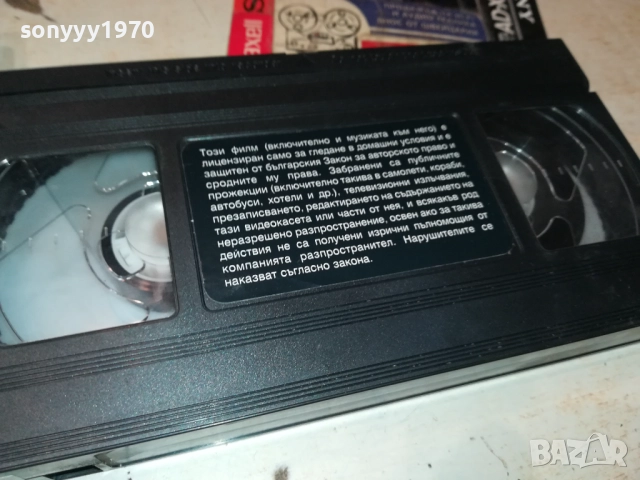 sonyyy1970
Този филм (включително и музиката към него) е
лицензиран само за гледане в домашни условия и е
защитен от българския Закон за авторското право и
сродните му права. Забранени са публичните
прожекции (включително такива в самолети, кораби,
автобуси, хотели и др.), телевизионни излъчвания,
презаписването, редактирането на съдържанието на
тази видеокасета или части от нея, и всякакъв род
неразрешено разпространение, освен ако за такива
действия не са получени изрични пълномощия от
компанията разпространител. Нарушителите се
наказват съгласно закона.
BAZAR